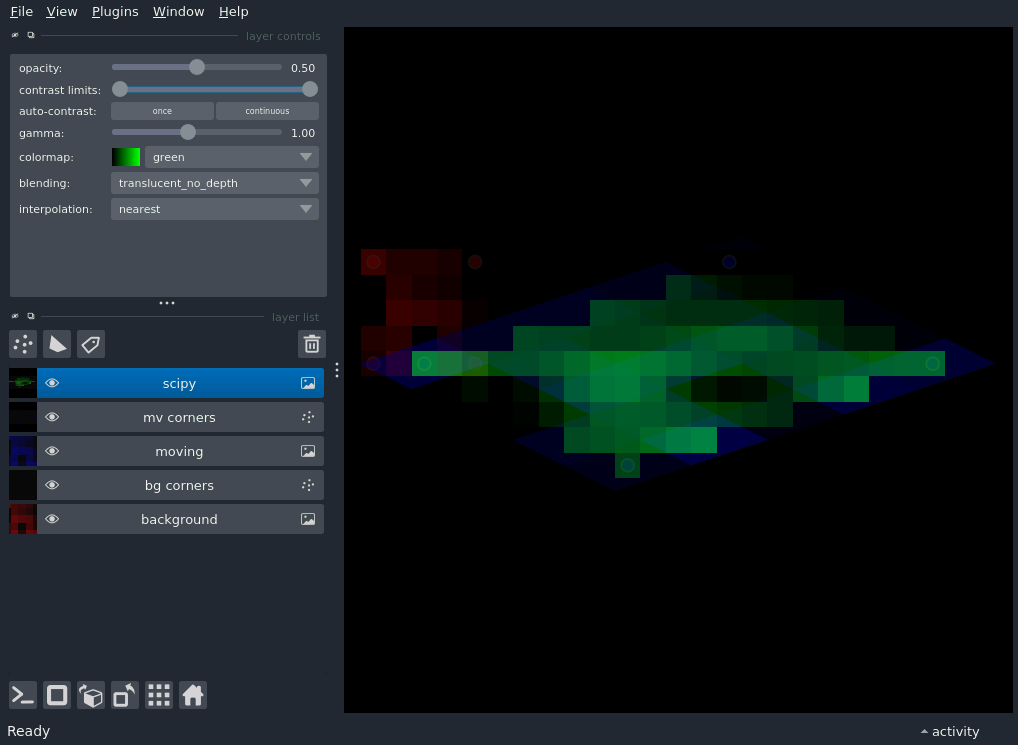 File View Plugins Window Help
layer controls
opacity: 0.50
contrast limits:
auto-contrast: once continuous
gamma: 1.00
colormap: green
blending: translucent_no_depth
interpolation: nearest
layer list
scipy
mv corners
moving
bg corners
background
Ready activity